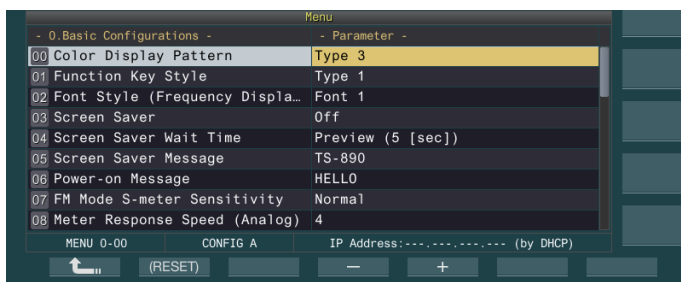 Menu
- 0.Basic Configurations - - Parameter -
00 Color Display Pattern Type 3
01 Function Key Style Type 1
02 Font Style (Frequency Displa… Font 1
03 Screen Saver Off
04 Screen Saver Wait Time Preview (5 [sec])
05 Screen Saver Message TS-890
06 Power-on Message HELLO
07 FM Mode S-meter Sensitivity Normal
08 Meter Response Speed (Analog) 4
MENU 0-00 CONFIG A IP Address:---.---.---.--- (by DHCP)
(RESET) − +